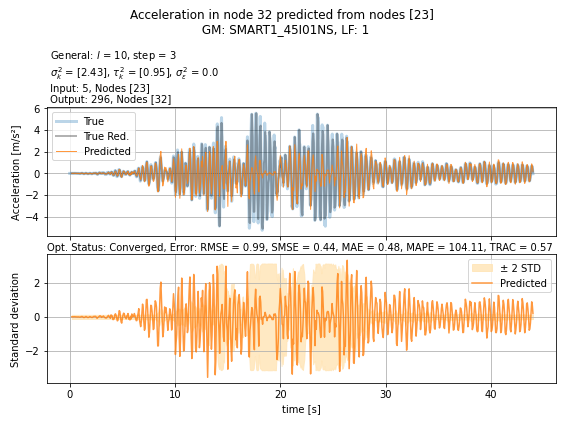 Acceleration in node 32 predicted from nodes [23]
GM: SMART1_45I01NS, LF: 1
General: l = 10, step = 3
σ²ₖ = [2.43], τ²ₖ = [0.95], σ²ε = 0.0
Input: 5, Nodes [23]
Output: 296, Nodes [32]
6
4
2
0
−2
−4
Acceleration [m/s²]
True
True Red.
Predicted
Opt. Status: Converged, Error: RMSE = 0.99, SMSE = 0.44, MAE = 0.48, MAPE = 104.11, TRAC = 0.57
2
0
−2
Standard deviation
± 2 STD
Predicted
0 10 20 30 40
time [s]